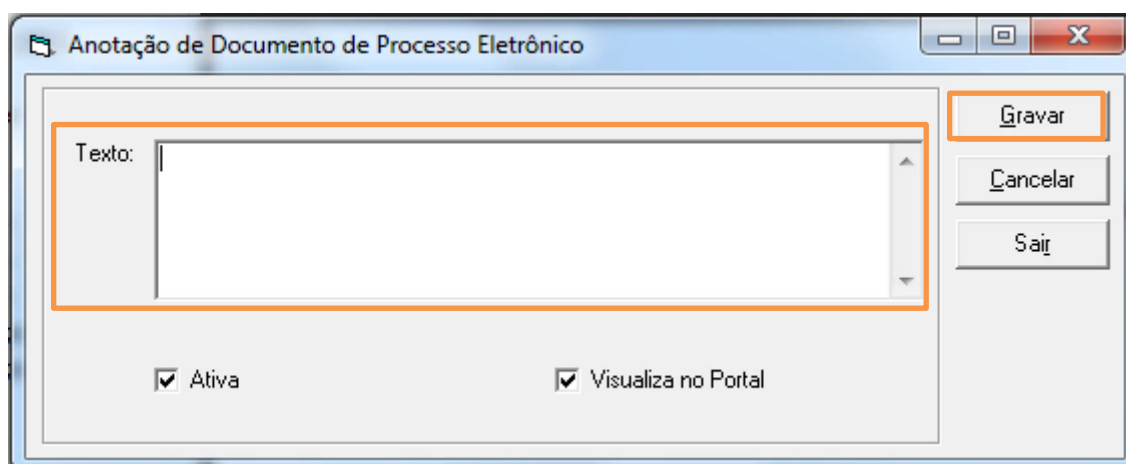 Anotação de Documento de Processo Eletrônico
Gravar
Texto:
Cancelar
Sair
Ativa
Visualiza no Portal